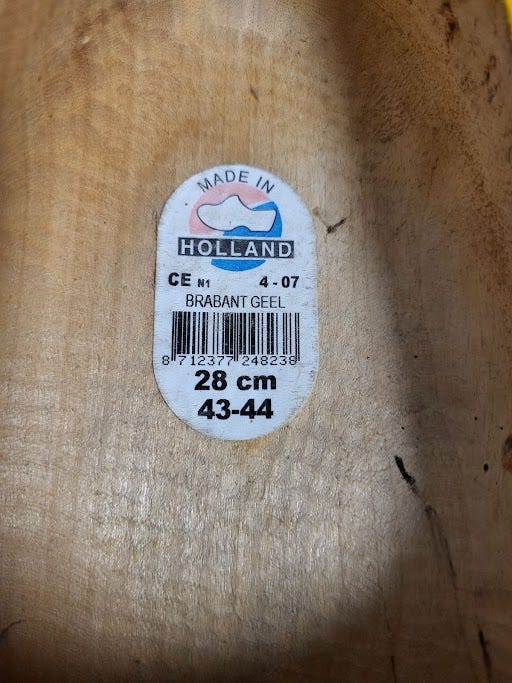 MADE IN
HOLLAND
CE N1 4 - 07
BRABANT GEEL
8 712377 248238
28 cm
43-44